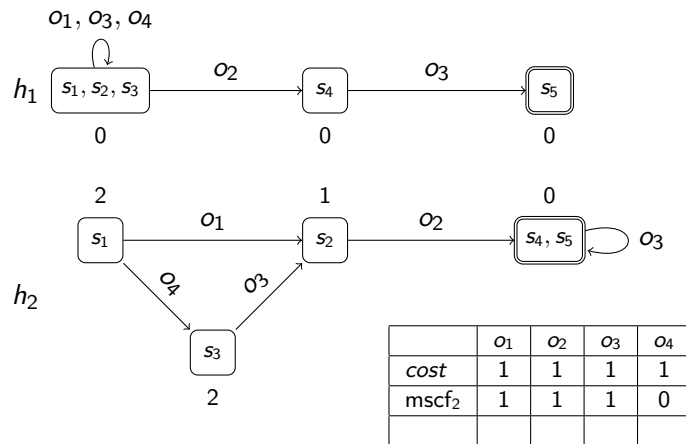 o₁, o₃, o₄
h₁ s₁, s₂, s₃ o₂ s₄ o₃ s₅
0 0 0
2 1 0
s₁ o₁ s₂ o₂ s₄, s₅ o₃
h₂ o₄ o₃
s₃
2
o₁ o₂ o₃ o₄
cost 1 1 1 1
mscf₂ 1 1 1 0